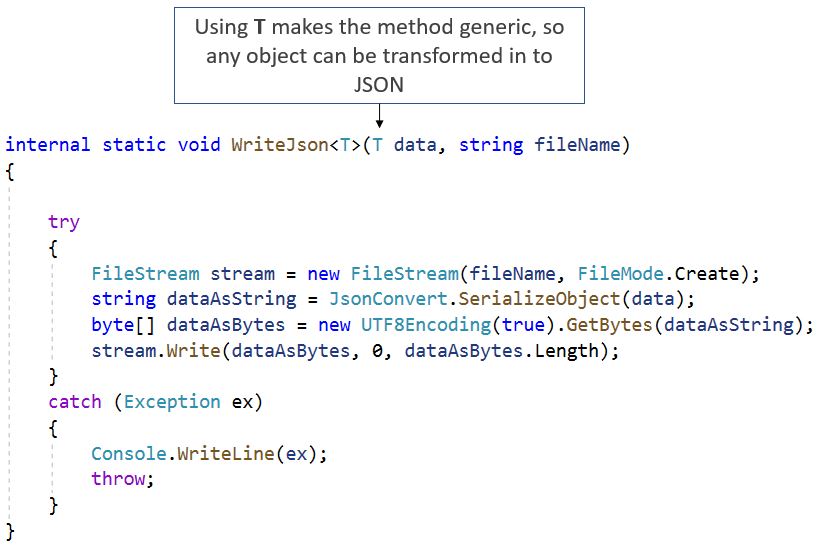 Using T makes the method generic, so
any object can be transformed in to
JSON
internal static void WriteJson<T>(T data, string fileName)
{
try
{
FileStream stream = new FileStream(fileName, FileMode.Create);
string dataAsString = JsonConvert.SerializeObject(data);
byte[] dataAsBytes = new UTF8Encoding(true).GetBytes(dataAsString);
stream.Write(dataAsBytes, 0, dataAsBytes.Length);
}
catch (Exception ex)
{
Console.WriteLine(ex);
throw;
}
}